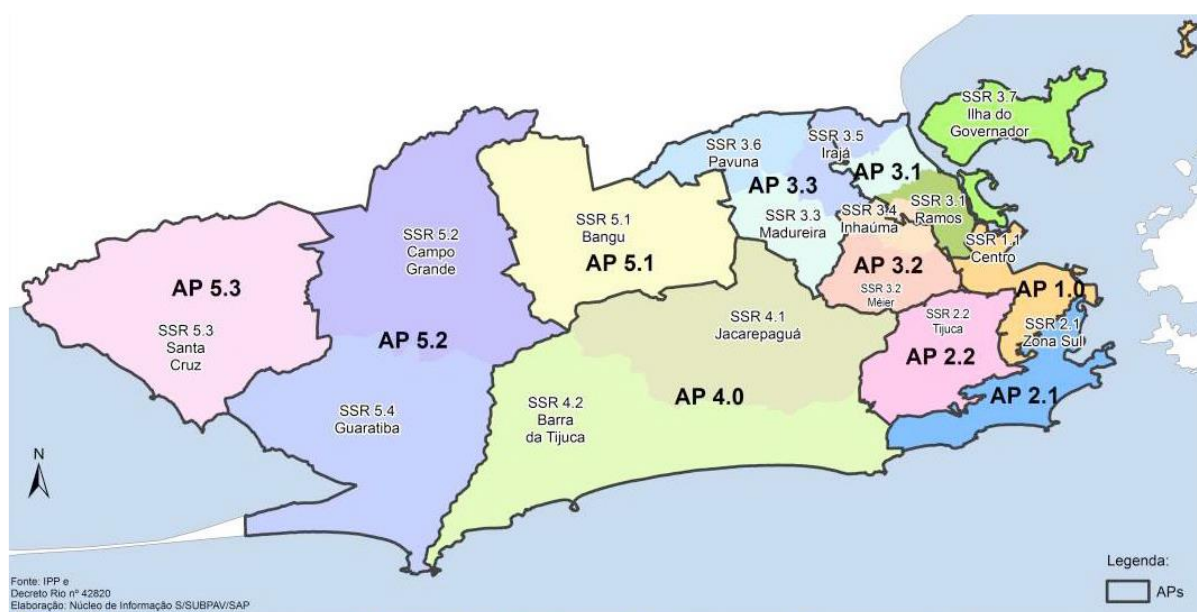 SSR 3.7
Ilha do
Governador
SSR 3.5
Irajá
SSR 3.6
Pavuna
AP 3.1
AP 3.3
SSR 3.1
Ramos
SSR 3.4
Inhaúma
SSR 3.3
Madureira
SSR 5.1
Bangu
SSR 5.2
Campo
Grande
SSR 1.1
Centro
AP 5.1
AP 3.2
SSR 3.2
Méier
AP 5.3
AP 1.0
SSR 2.2
Tijuca
SSR 2.1
Zona Sul
SSR 4.1
Jacarepaguá
SSR 5.3
Santa
Cruz
AP 5.2
AP 2.2
AP 4.0
AP 2.1
SSR 5.4
Guaratiba
SSR 4.2
Barra
da Tijuca
N
Legenda:
APs
Fonte: IPP e
Decreto Rio nº 42820
Elaboração: Núcleo de Informação S/SUBPAV/SAP